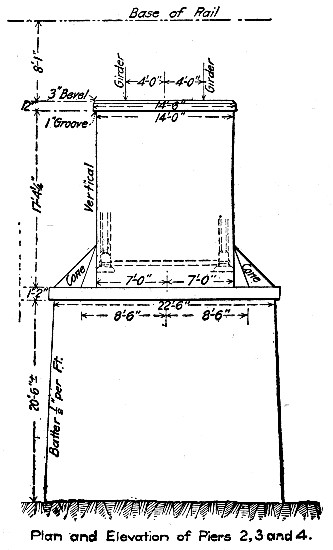 Base of Rail
8'-1"
Girder
4'-0"
4'-0"
Girder
3" Bevel
12"
14'-6"
1" Groove
14'-0"
17'-4¼"
Vertical
Cone
Cone
7'-0"
7'-0"
1'-2"
22'-6"
8'-6"
8'-6"
20'-6"±
Batter ½" per Ft.
Plan and Elevation of Piers 2, 3 and 4.